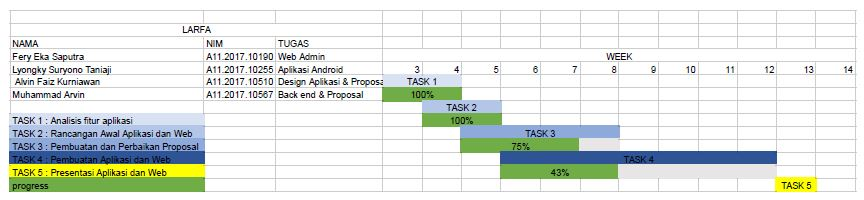 LARFA
NAMA NIM TUGAS
Fery Eka Saputra A11.2017.10190 Web Admin WEEK
Lyongky Suryono Taniaji A11.2017.10255 Aplikasi Android 3 4 5 6 7 8 9 10 11 12 13 14
Alvin Faiz Kurniawan A11.2017.10510 Design Aplikasi & Proposa TASK 1
Muhammad Arvin A11.2017.10567 Back end & Proposal 100%
TASK 2
TASK 1 : Analisis fitur aplikasi 100%
TASK 2 : Rancangan Awal Aplikasi dan Web TASK 3
TASK 3 : Pembuatan dan Perbaikan Proposal 75%
TASK 4 : Pembuatan Aplikasi dan Web TASK 4
TASK 5 : Presentasi Aplikasi dan Web 43%
progress TASK 5